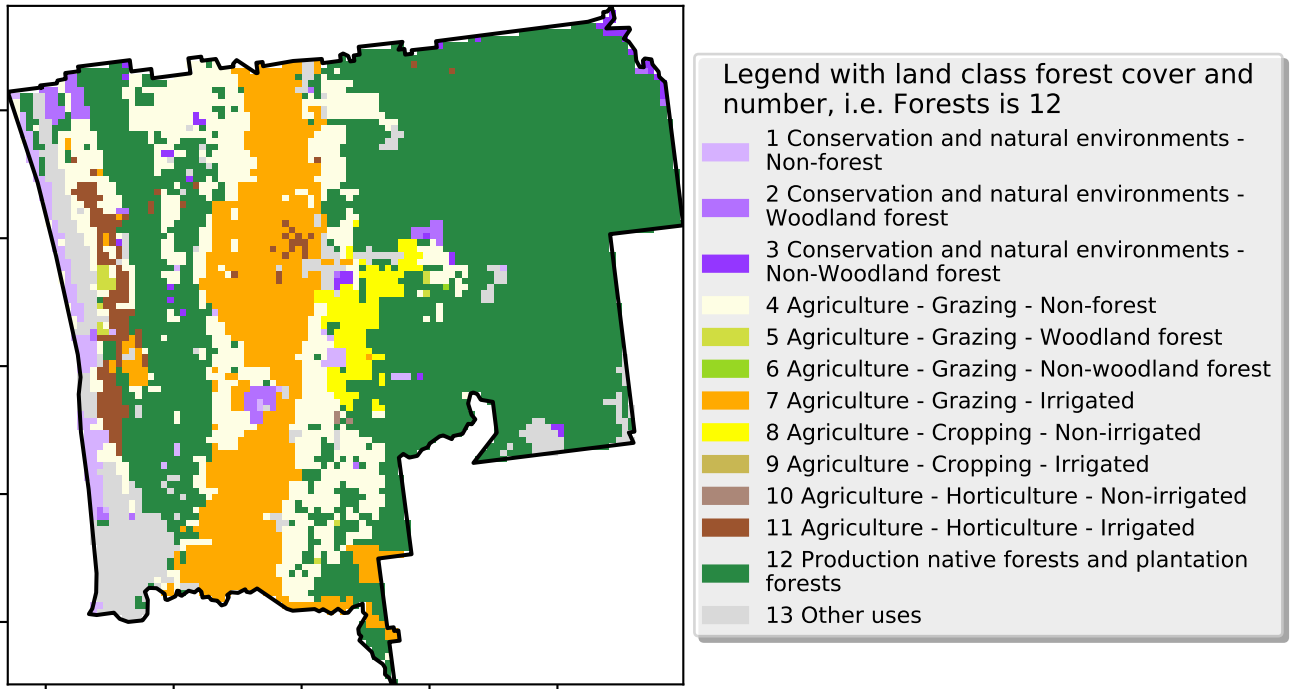 Legend with land class forest cover and
number, i.e. Forests is 12
1 Conservation and natural environments -
Non-forest
2 Conservation and natural environments -
Woodland forest
3 Conservation and natural environments -
Non-Woodland forest
4 Agriculture - Grazing - Non-forest
5 Agriculture - Grazing - Woodland forest
6 Agriculture - Grazing - Non-woodland forest
7 Agriculture - Grazing - Irrigated
8 Agriculture - Cropping - Non-irrigated
9 Agriculture - Cropping - Irrigated
10 Agriculture - Horticulture - Non-irrigated
11 Agriculture - Horticulture - Irrigated
12 Production native forests and plantation
forests
13 Other uses